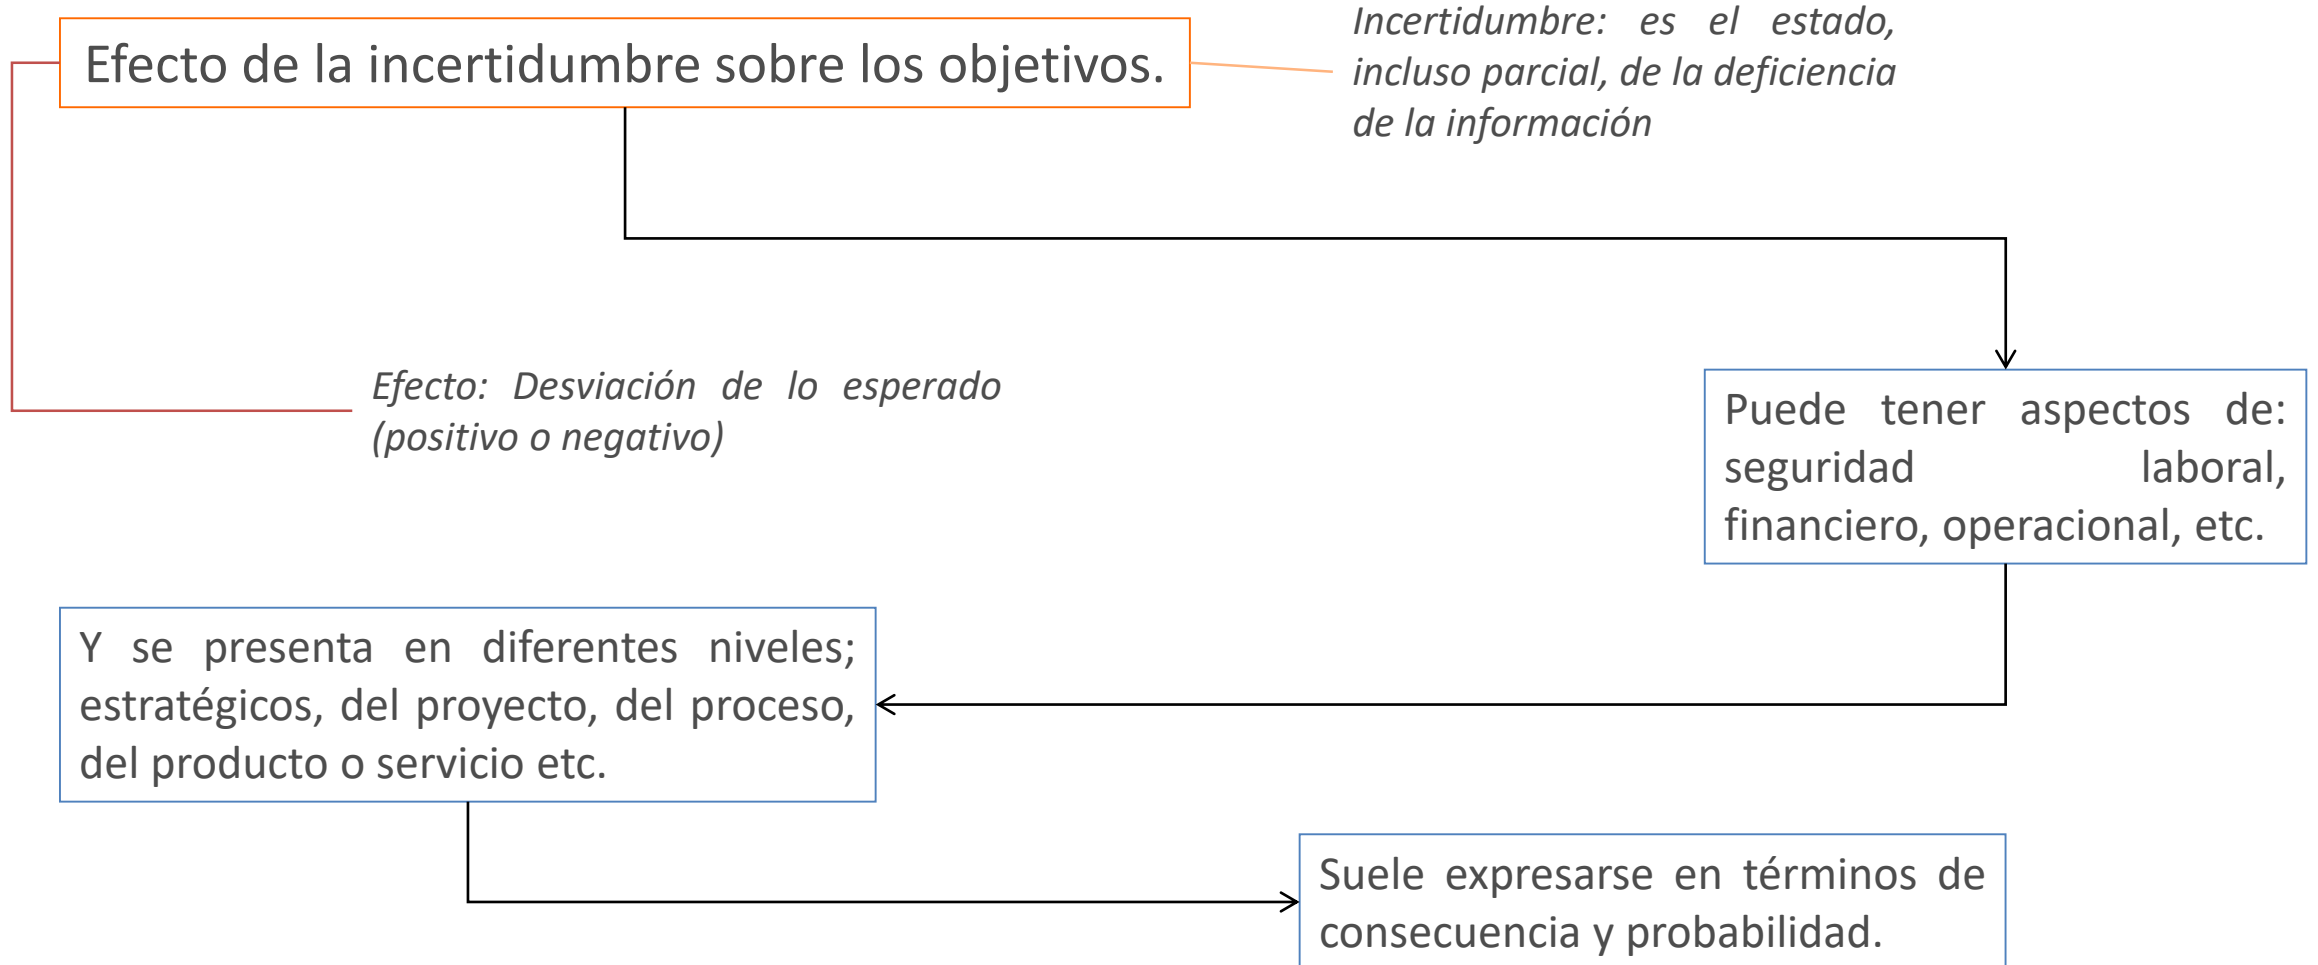 Efecto de la incertidumbre sobre los objetivos.
Incertidumbre: es el estado,
incluso parcial, de la deficiencia
de la información
Efecto: Desviación de lo esperado
(positivo o negativo)
Puede tener aspectos de:
seguridad laboral,
financiero, operacional, etc.
Y se presenta en diferentes niveles;
estratégicos, del proyecto, del proceso,
del producto o servicio etc.
Suele expresarse en términos de
consecuencia y probabilidad.